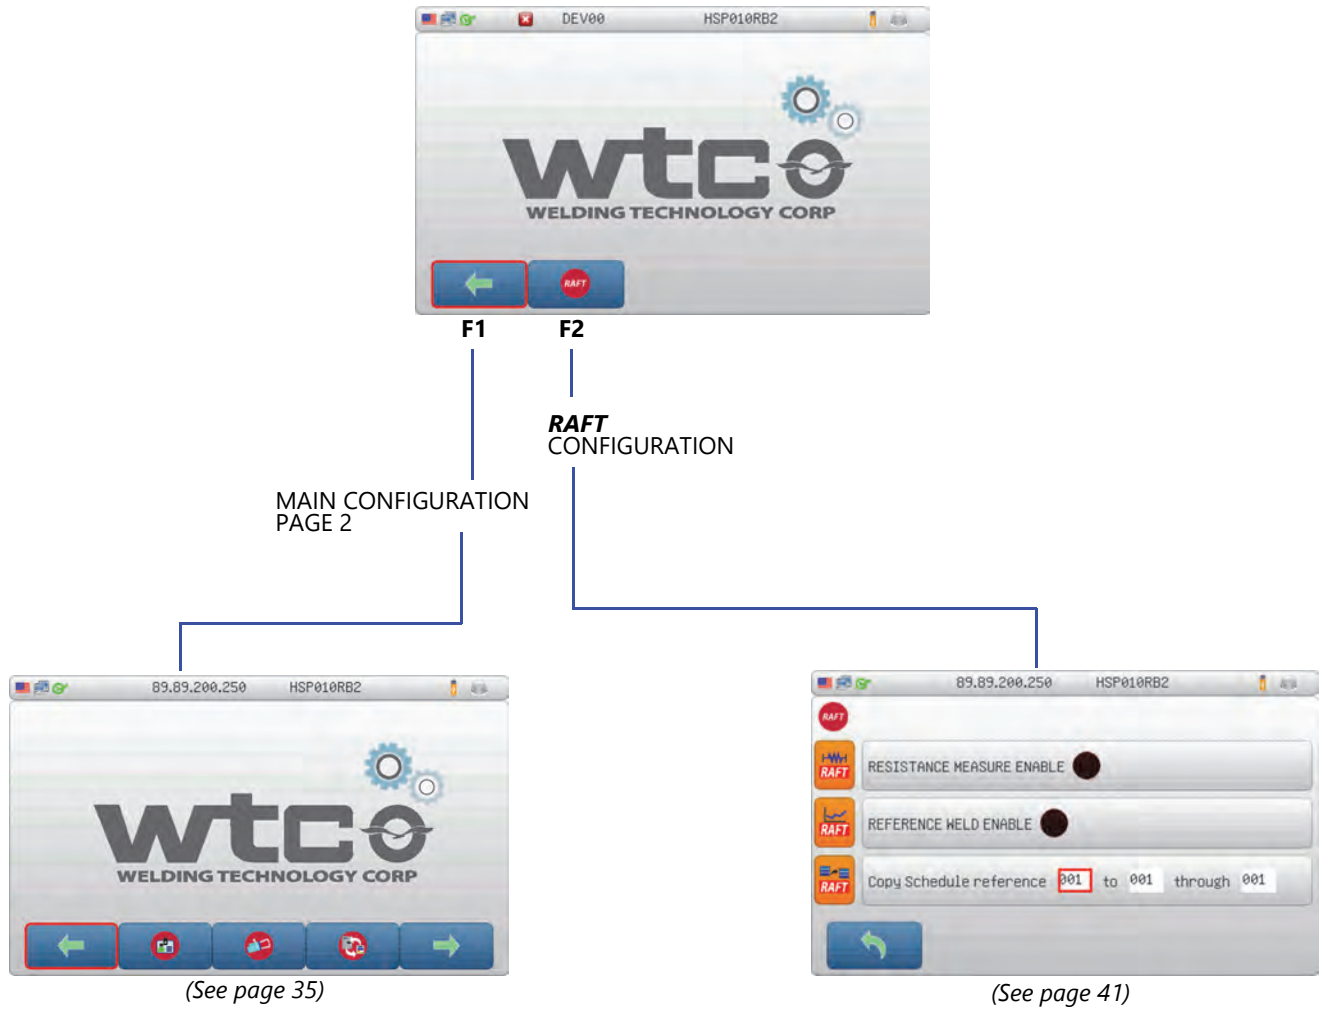 DEV00 HSP010RB2
wtco
WELDING TECHNOLOGY CORP
RAFT
F1 F2
RAFT
CONFIGURATION
MAIN CONFIGURATION
PAGE 2
89.89.200.250 HSP010RB2
wtco
WELDING TECHNOLOGY CORP
(See page 35)
89.89.200.250 HSP010RB2
RAFT
RAFT
RESISTANCE MEASURE ENABLE
RAFT
REFERENCE WELD ENABLE
RAFT
Copy Schedule reference 001 to 001 through 001
(See page 41)